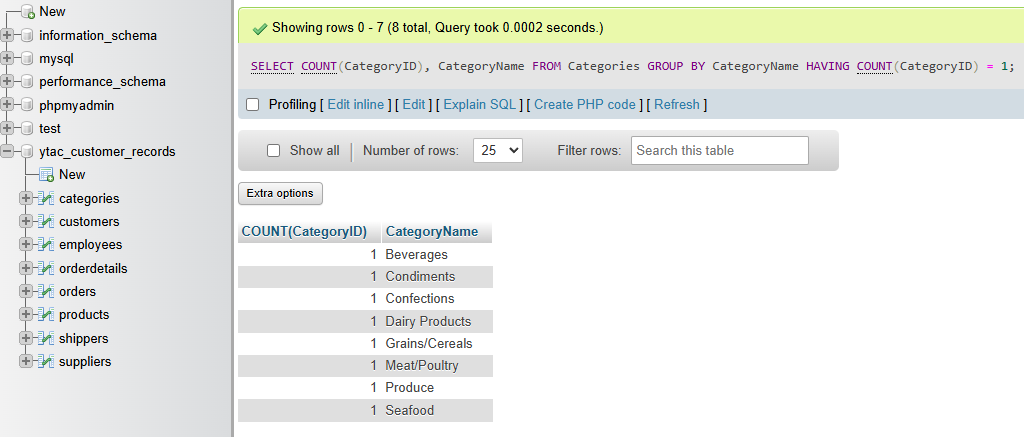 New
information_schema
mysql
performance_schema
phpmyadmin
test
ytac_customer_records
New
categories
customers
employees
orderdetails
orders
products
shippers
suppliers
Showing rows 0 - 7 (8 total, Query took 0.0002 seconds.)
SELECT COUNT(CategoryID), CategoryName FROM Categories GROUP BY CategoryName HAVING COUNT(CategoryID) = 1;
Profiling [ Edit inline ] [ Edit ] [ Explain SQL ] [ Create PHP code ] [ Refresh ]
Show all | Number of rows: 25 Filter rows: Search this table
Extra options
COUNT(CategoryID) CategoryName
1 Beverages
1 Condiments
1 Confections
1 Dairy Products
1 Grains/Cereals
1 Meat/Poultry
1 Produce
1 Seafood